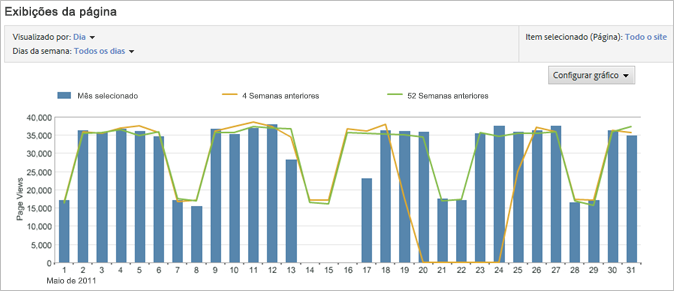 Exibições da página
Visualizado por: Dia
Item selecionado (Página): Todo o site
Dias da semana: Todos os dias
Configurar gráfico
Mês selecionado
4 Semanas anteriores
52 Semanas anteriores
40.000
35.000
30.000
25.000
20.000
15.000
10.000
5.000
0
Page Views
1 2 3 4 5 6 7 8 9 10 11 12 13 14 15 16 17 18 19 20 21 22 23 24 25 26 27 28 29 30 31
Maio de 2011